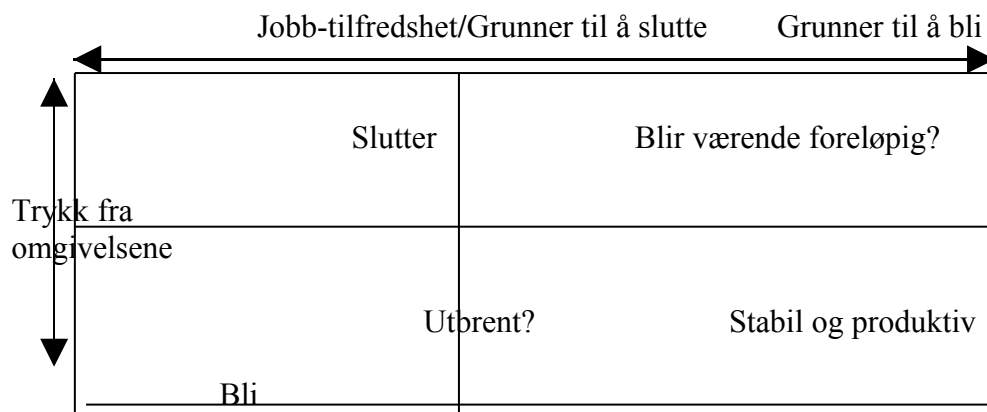 Jobb-tilfredshet/Grunner til å slutte Grunner til å bli
Slutter Blir værende foreløpig?
Trykk fra
omgivelsene
Utbrent? Stabil og produktiv
Bli